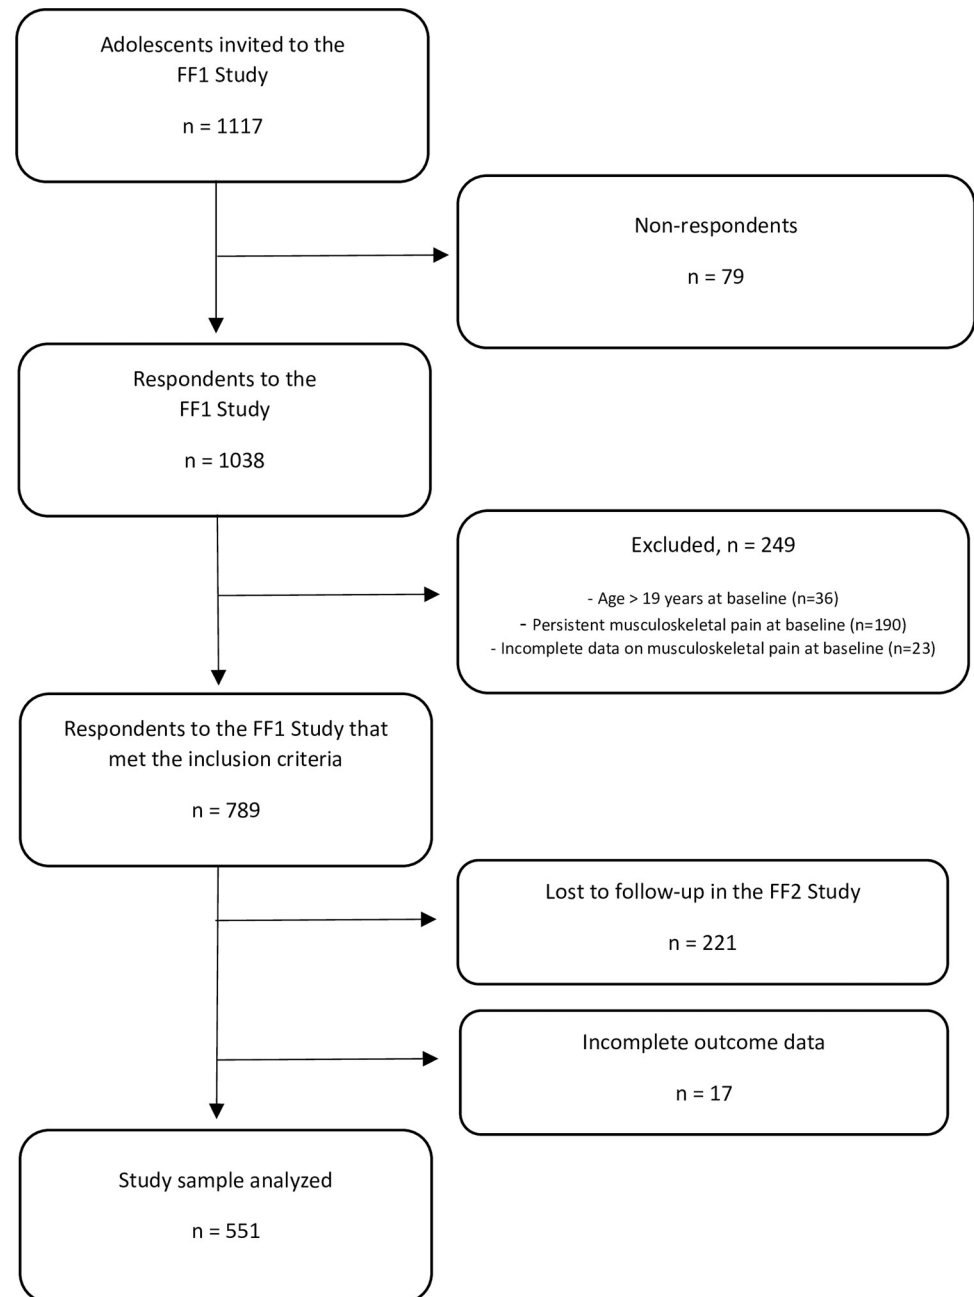 Adolescents invited to the
FF1 Study
n = 1117
Non-respondents
n = 79
Respondents to the
FF1 Study
n = 1038
Excluded, n = 249
- Age > 19 years at baseline (n=36)
- Persistent musculoskeletal pain at baseline (n=190)
- Incomplete data on musculoskeletal pain at baseline (n=23)
Respondents to the FF1 Study that
met the inclusion criteria
n = 789
Lost to follow-up in the FF2 Study
n = 221
Incomplete outcome data
n = 17
Study sample analyzed
n = 551